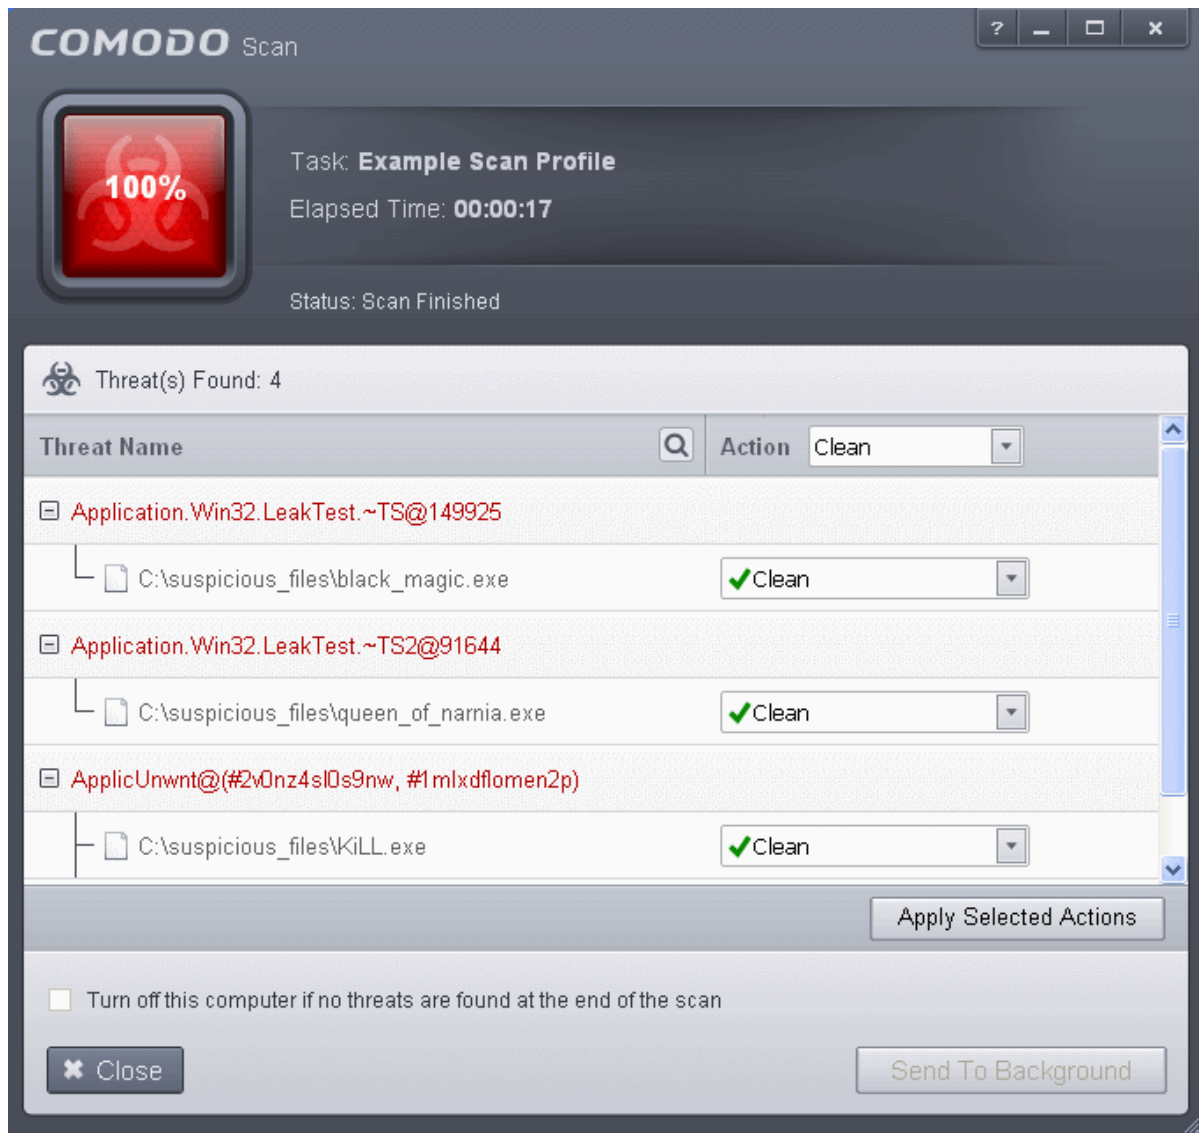 COMODO Scan
?
100%
Task: Example Scan Profile
Elapsed Time: 00:00:17
Status: Scan Finished
Threat(s) Found: 4
Threat Name Action Clean
Application.Win32.LeakTest.~TS@149925
C:\suspicious_files\black_magic.exe Clean
Application.Win32.LeakTest.~TS2@91644
C:\suspicious_files\queen_of_narnia.exe Clean
ApplicUnwnt@(#2v0nz4sl0s9nw, #1mlxdflomen2p)
C:\suspicious_files\KiLL.exe Clean
Apply Selected Actions
Turn off this computer if no threats are found at the end of the scan
Close Send To Background